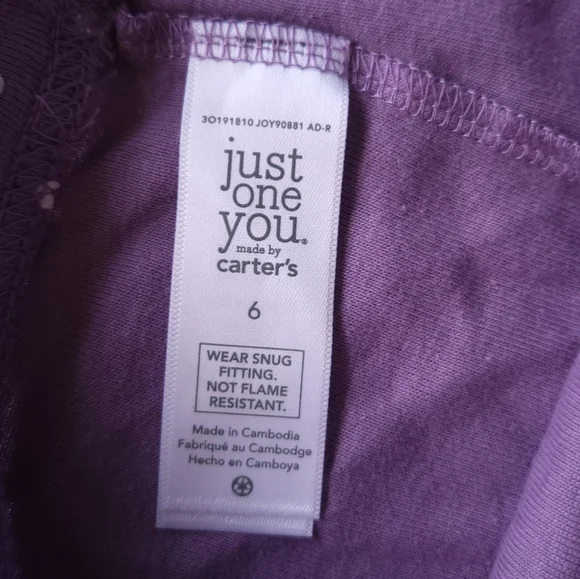 3O191810 JOY90881 AD-R
just
one
you.
made by
carter's
6
WEAR SNUG
FITTING.
NOT FLAME
RESISTANT.
Made in Cambodia
Fabriqué au Cambodge
Hecho en Camboya